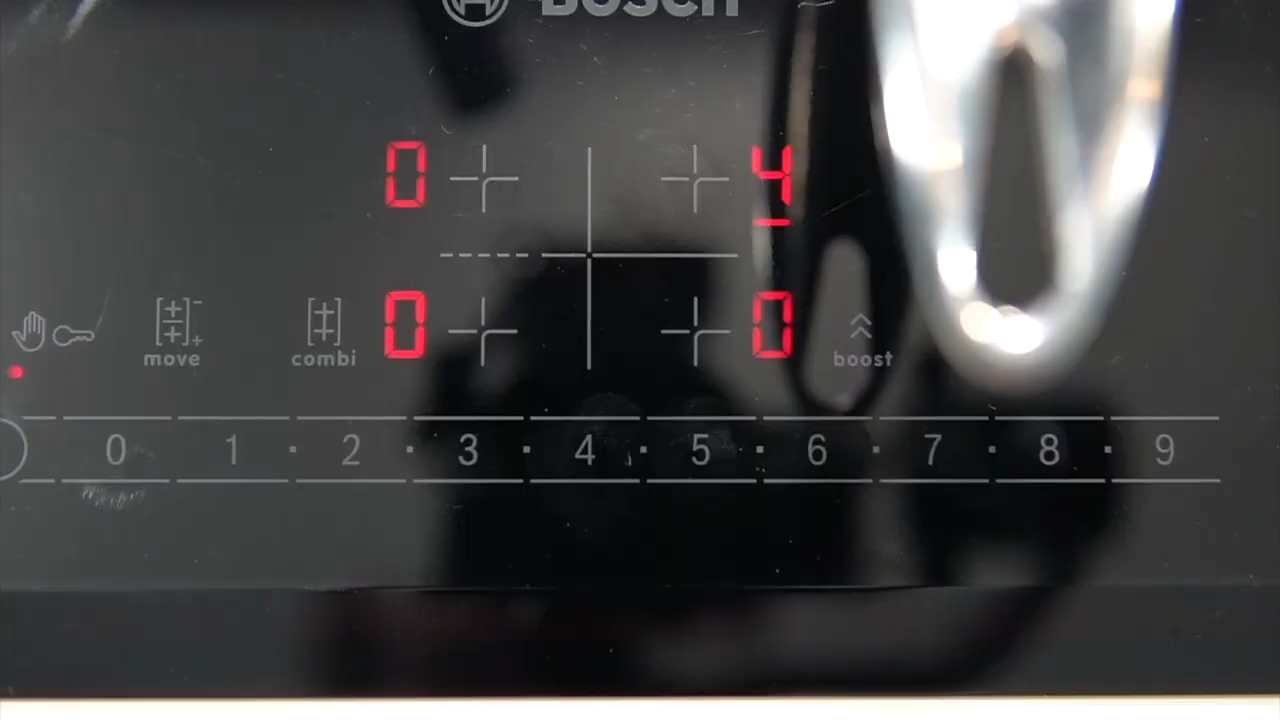 BOSCH
0 4
0 0
move combi boost
0 1 · 2 · 3 · 4 · 5 · 6 · 7 · 8 · 9